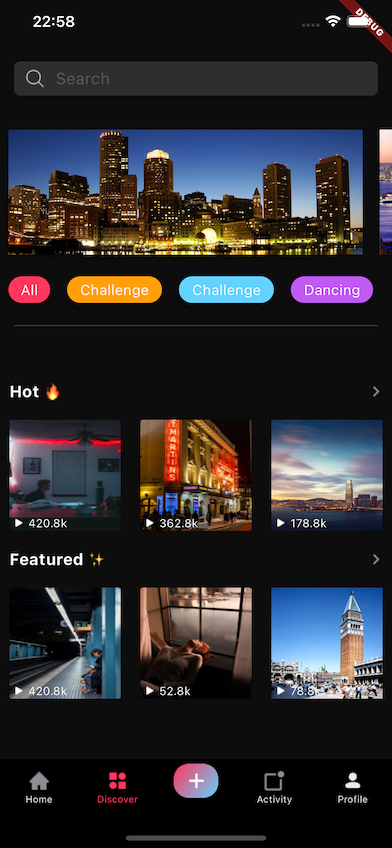 22:58
DEBUG
Search
All Challenge Challenge Dancing
Hot 🔥
ST MARTINS
420.8k 362.8k 178.8k
Featured ✨
420.8k 52.8k 78.8k
Home Discover Activity Profile